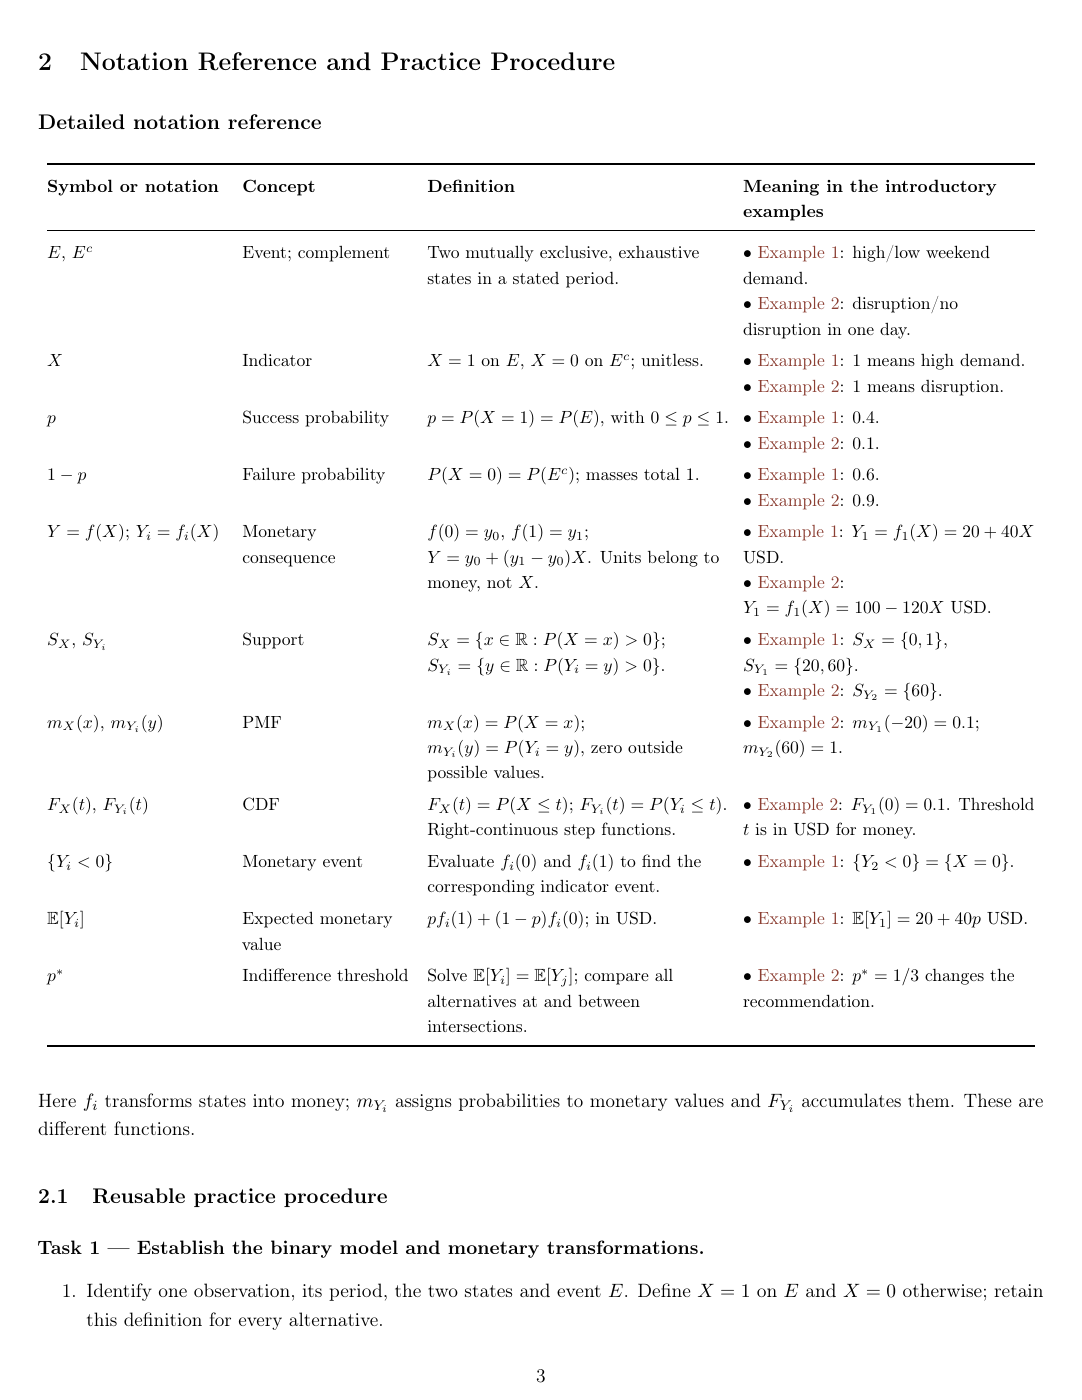 2 Notation Reference and Practice Procedure
Detailed notation reference
Symbol or notation Concept Definition Meaning in the introductory
examples
E, Eᶜ Event; complement Two mutually exclusive, exhaustive • Example 1: high/low weekend
states in a stated period. demand.
• Example 2: disruption/no
disruption in one day.
X Indicator X = 1 on E, X = 0 on Eᶜ; unitless. • Example 1: 1 means high demand.
• Example 2: 1 means disruption.
p Success probability p = P(X = 1) = P(E), with 0 ≤ p ≤ 1. • Example 1: 0.4.
• Example 2: 0.1.
1 − p Failure probability P(X = 0) = P(Eᶜ); masses total 1. • Example 1: 0.6.
• Example 2: 0.9.
Y = f(X); Y_i = f_i(X) Monetary f(0) = y_0, f(1) = y_1; • Example 1: Y_1 = f_1(X) = 20 + 40X
consequence Y = y_0 + (y_1 − y_0)X. Units belong to USD.
money, not X. • Example 2:
Y_1 = f_1(X) = 100 − 120X USD.
S_X, S_{Y_i} Support S_X = {x ∈ ℝ : P(X = x) > 0}; • Example 1: S_X = {0, 1},
S_{Y_i} = {y ∈ ℝ : P(Y_i = y) > 0}. S_{Y_1} = {20, 60}.
• Example 2: S_{Y_2} = {60}.
m_X(x), m_{Y_i}(y) PMF m_X(x) = P(X = x); • Example 2: m_{Y_1}(−20) = 0.1;
m_{Y_i}(y) = P(Y_i = y), zero outside m_{Y_2}(60) = 1.
possible values.
F_X(t), F_{Y_i}(t) CDF F_X(t) = P(X ≤ t); F_{Y_i}(t) = P(Y_i ≤ t). • Example 2: F_{Y_1}(0) = 0.1. Threshold
Right-continuous step functions. t is in USD for money.
{Y_i < 0} Monetary event Evaluate f_i(0) and f_i(1) to find the • Example 1: {Y_2 < 0} = {X = 0}.
corresponding indicator event.
𝔼[Y_i] Expected monetary pf_i(1) + (1 − p)f_i(0); in USD. • Example 1: 𝔼[Y_1] = 20 + 40p USD.
value
p* Indifference threshold Solve 𝔼[Y_i] = 𝔼[Y_j]; compare all • Example 2: p* = 1/3 changes the
alternatives at and between recommendation.
intersections.
Here f_i transforms states into money; m_{Y_i} assigns probabilities to monetary values and F_{Y_i} accumulates them. These are
different functions.
2.1 Reusable practice procedure
Task 1 — Establish the binary model and monetary transformations.
1. Identify one observation, its period, the two states and event E. Define X = 1 on E and X = 0 otherwise; retain
this definition for every alternative.
3